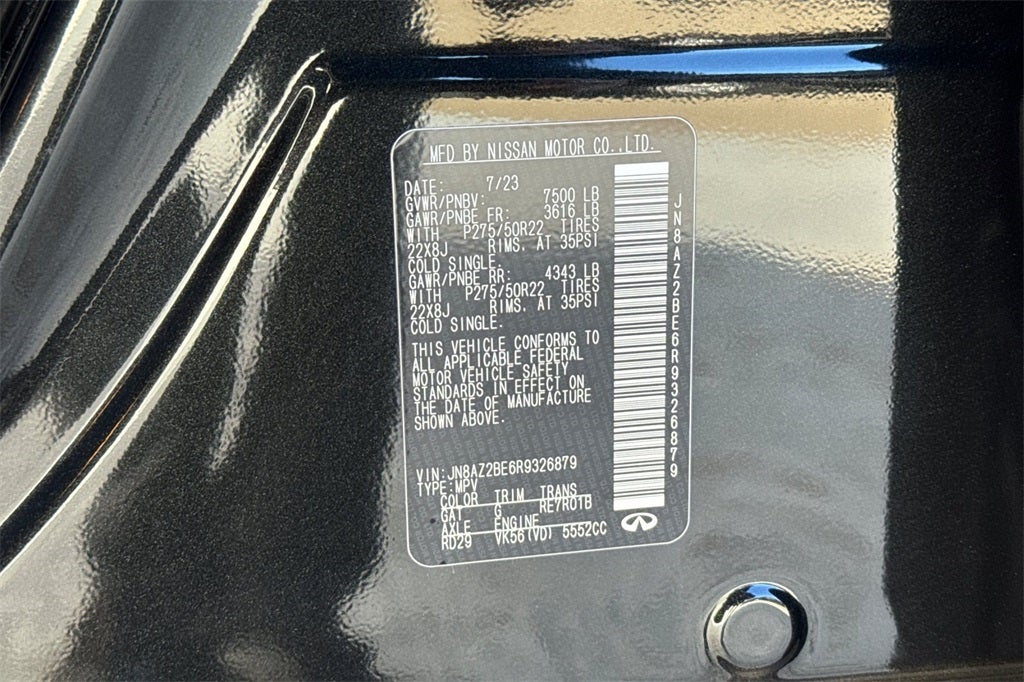 MFD BY NISSAN MOTOR CO.,LTD.
DATE: 7/23
GVWR/PNBV: 7500 LB
GAWR/PNBE FR: 3616 LB
WITH P275/50R22 TIRES
22X8J RIMS, AT 35PSI
COLD SINGLE.
GAWR/PNBE RR: 4343 LB
WITH P275/50R22 TIRES
22X8J RIMS, AT 35PSI
COLD SINGLE.
THIS VEHICLE CONFORMS TO
ALL APPLICABLE FEDERAL
MOTOR VEHICLE SAFETY
STANDARDS IN EFFECT ON
THE DATE OF MANUFACTURE
SHOWN ABOVE.
VIN:JN8AZ2BE6R9326879
TYPE:MPV
COLOR TRIM TRANS
GAT G RE7R01B
AXLE ENGINE
RD29 VK56(VD) 5552CC
JN8AZ2BE6R9326879